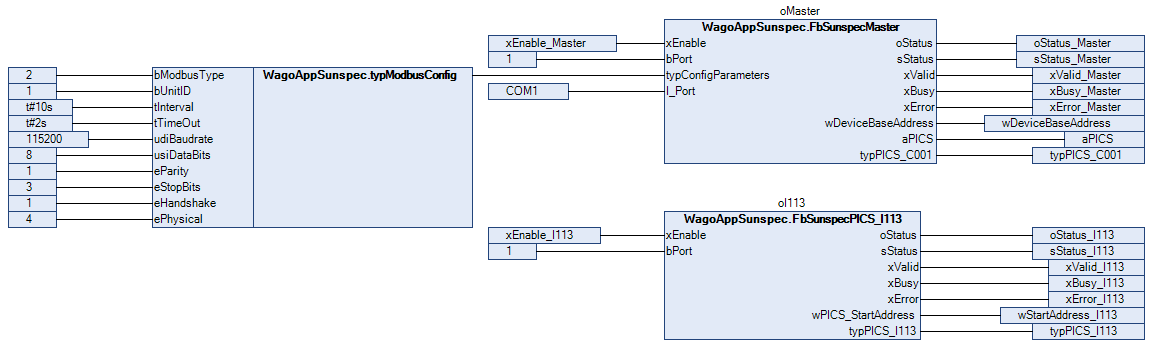 oMaster
WagoAppSunspec.FbSunspecMaster
xEnable_Master xEnable oStatus oStatus_Master
1 bPort sStatus sStatus_Master
2 bModbusType WagoAppSunspec.typModbusConfig typConfigParameters xValid xValid_Master
1 bUnitID COM1 I_Port xBusy xBusy_Master
t#10s tInterval xError xError_Master
t#2s tTimeOut wDeviceBaseAddress wDeviceBaseAddress
115200 udiBaudrate aPICS aPICS
8 usiDataBits typPICS_C001 typPICS_C001
1 eParity
3 eStopBits
1 eHandshake oI113
4 ePhysical WagoAppSunspec.FbSunspecPICS_I113
xEnable_I113 xEnable oStatus oStatus_I113
1 bPort sStatus sStatus_I113
xValid xValid_I113
xBusy xBusy_I113
xError xError_I113
wPICS_StartAddress wStartAddress_I113
typPICS_I113 typPICS_I113